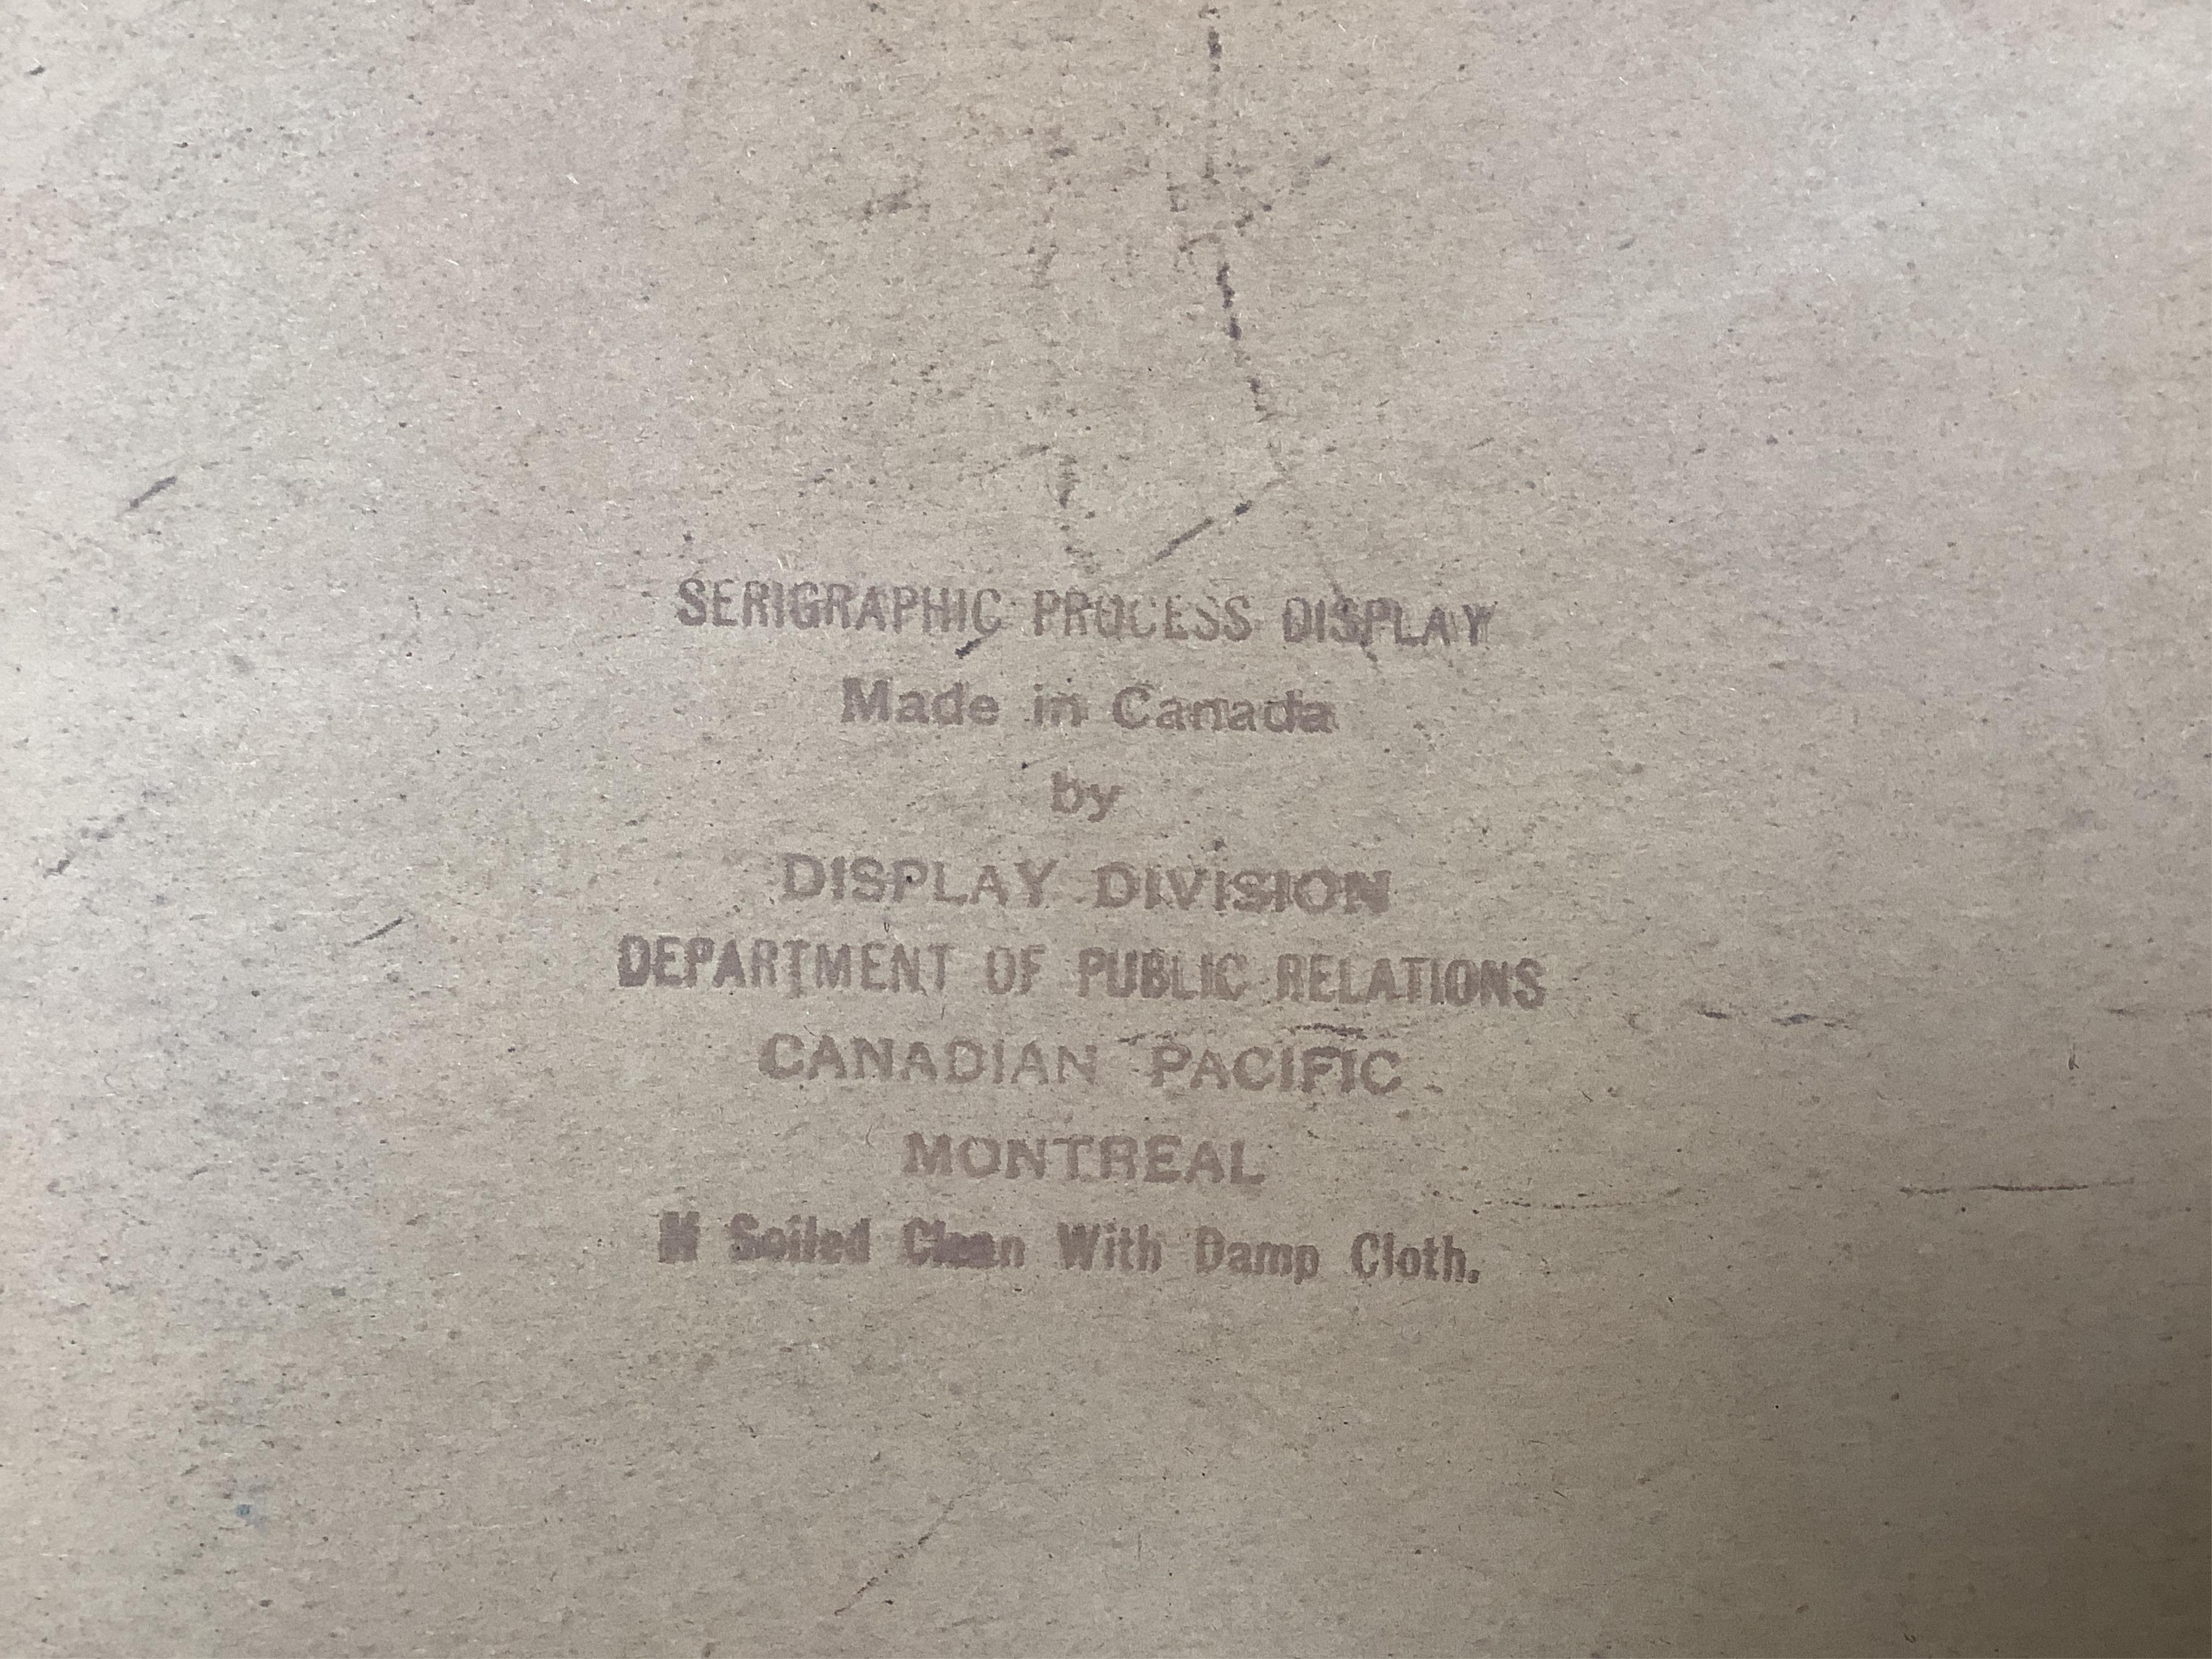 SERIGRAPHIC PROCESS DISPLAY
Made in Canada
by
DISPLAY DIVISION
DEPARTMENT OF PUBLIC RELATIONS
CANADIAN PACIFIC
MONTREAL
If Soiled Clean With Damp Cloth.